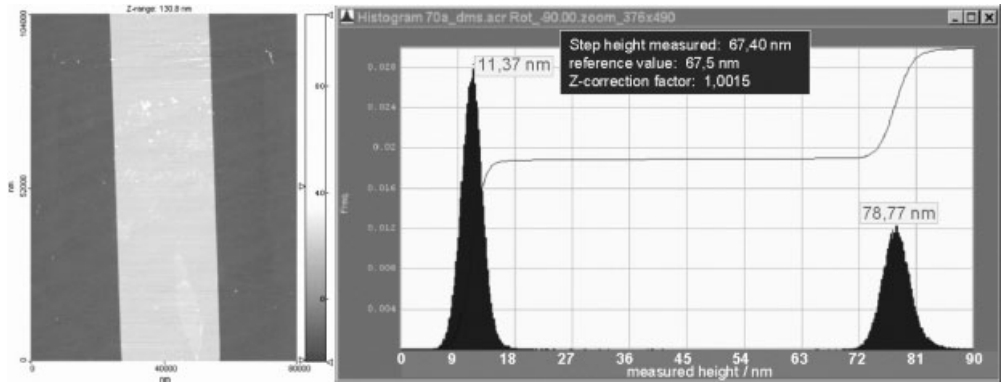 Z-range: 130.8 nm
104000
52000
0
nm
0
40000
80000
nm
80
40
0
Histogram 70a_dms.acr Rot_-90.00.zoom_376x490
Step height measured: 67,40 nm
reference value: 67,5 nm
Z-correction factor: 1,0015
11,37 nm
78,77 nm
0.028
0.024
0.02
0.016
0.012
0.008
0.004
freq.
0 9 18 27 36 45 54 63 72 81 90
measured height / nm